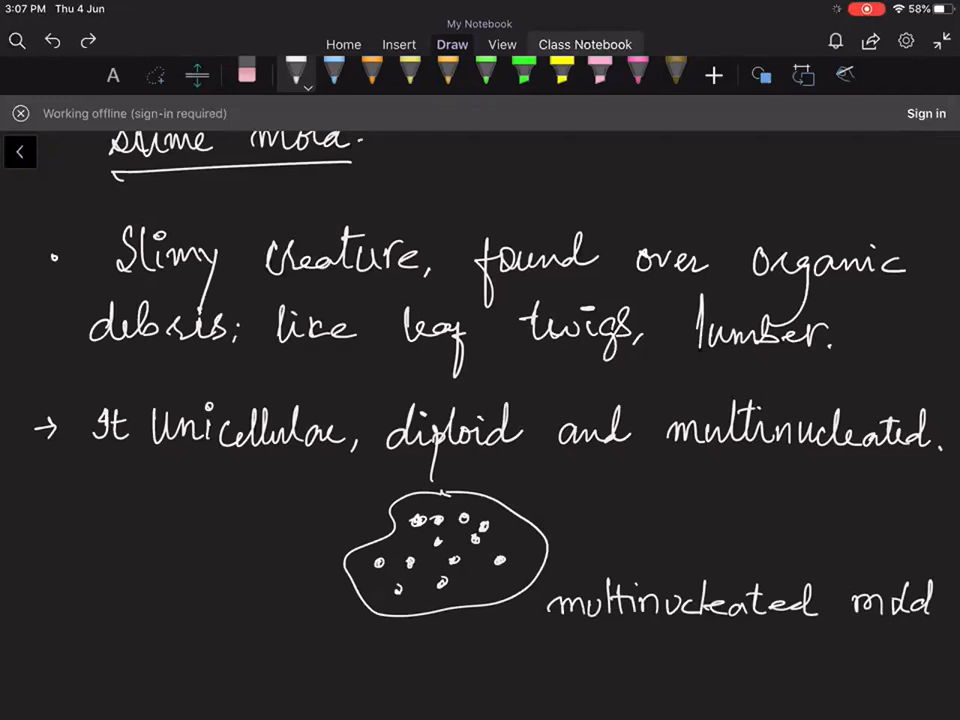 3:07 PM Thu 4 Jun
58%
My Notebook
Home Insert Draw View Class Notebook
A
Working offline (sign-in required) Sign in
Slime Mold.
• Slimy creature, found over organic
debris; like leaf twigs, lumber.
→ It Unicellular, diploid and multinucleated.
multinucleated mold